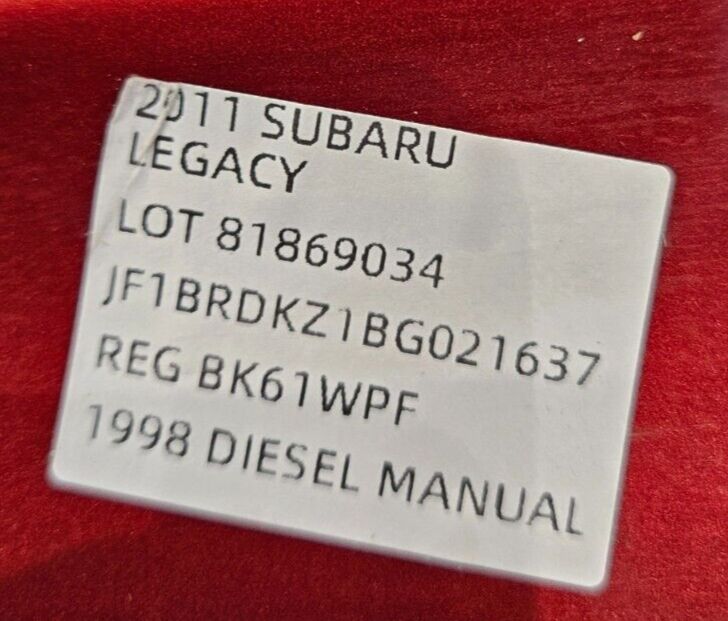 2011 SUBARU
LEGACY
LOT 81869034
JF1BRDKZ1BG021637
REG BK61WPF
1998 DIESEL MANUAL